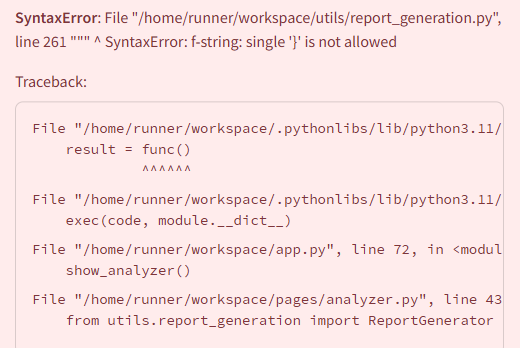 SyntaxError: File "/home/runner/workspace/utils/report_generation.py",
line 261 """ ^ SyntaxError: f-string: single '}' is not allowed
Traceback:
File "/home/runner/workspace/.pythonlibs/lib/python3.11/
result = func()
^^^^^^
File "/home/runner/workspace/.pythonlibs/lib/python3.11/
exec(code, module.__dict__)
File "/home/runner/workspace/app.py", line 72, in <modul
show_analyzer()
File "/home/runner/workspace/pages/analyzer.py", line 43
from utils.report_generation import ReportGenerator